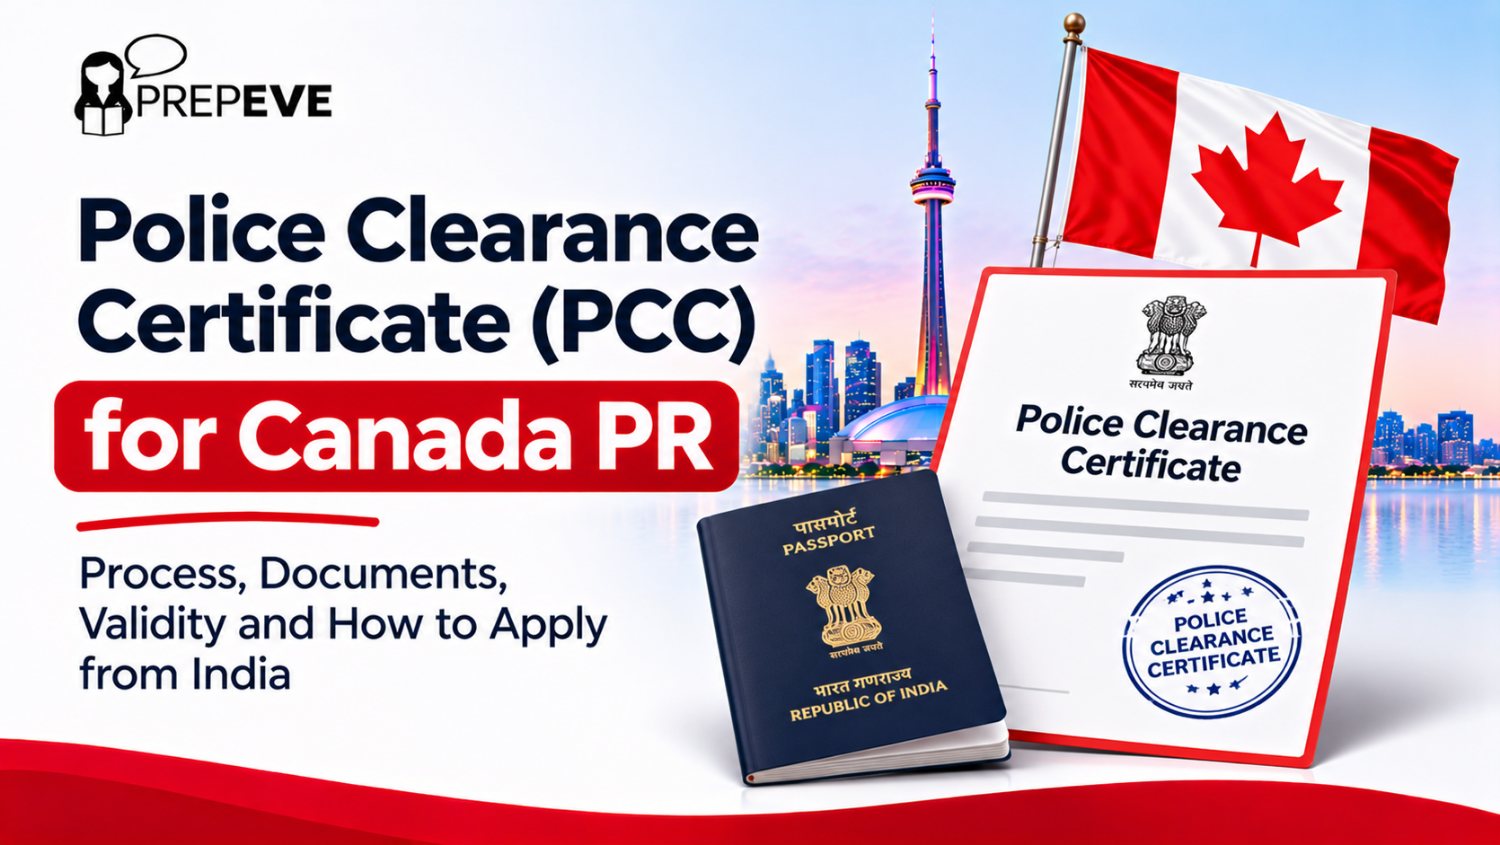 PREPEVE
Police Clearance
Certificate (PCC)
for Canada PR
Process, Documents,
Validity and How to Apply
from India
सत्यमेव जयते
Police Clearance
Certificate
POLICE
CLEARANCE
CERTIFICATE
पासपोर्ट
PASSPORT
सत्यमेव जयते
भारत गणराज्य
REPUBLIC OF INDIA